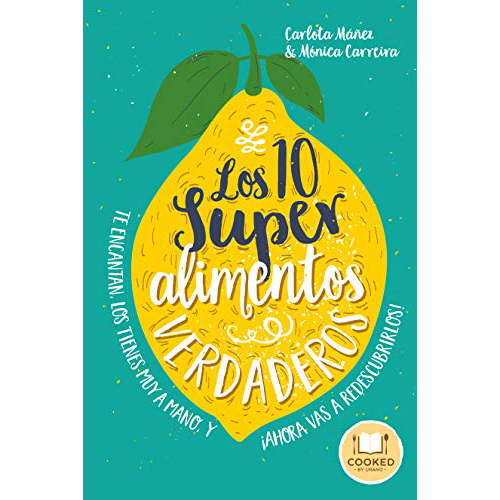 Carlota Máñez
& Mónica Carreira
Los 10
Super
alimentos
VERDADEROS
TE ENCANTAN, LOS TIENES MUY A MANO, Y
¡AHORA VAS A REDESCUBRIRLOS!
COOKED
BY URANO